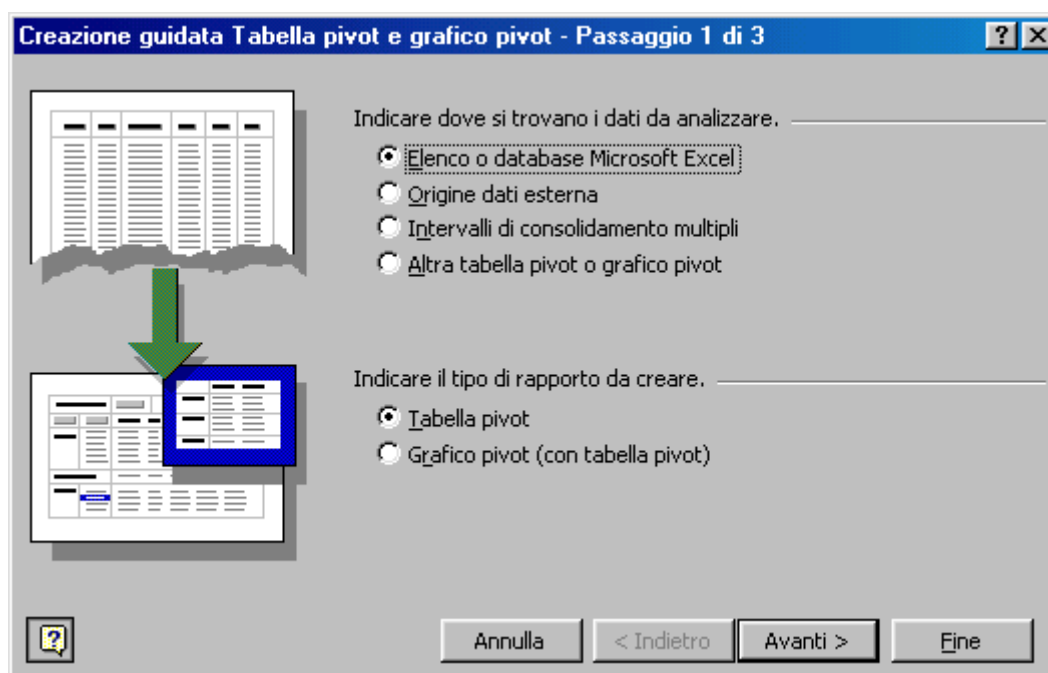 Creazione guidata Tabella pivot e grafico pivot - Passaggio 1 di 3
Indicare dove si trovano i dati da analizzare.
Elenco o database Microsoft Excel
Origine dati esterna
Intervalli di consolidamento multipli
Altra tabella pivot o grafico pivot
Indicare il tipo di rapporto da creare.
Tabella pivot
Grafico pivot (con tabella pivot)
Annulla
< Indietro
Avanti >
Fine